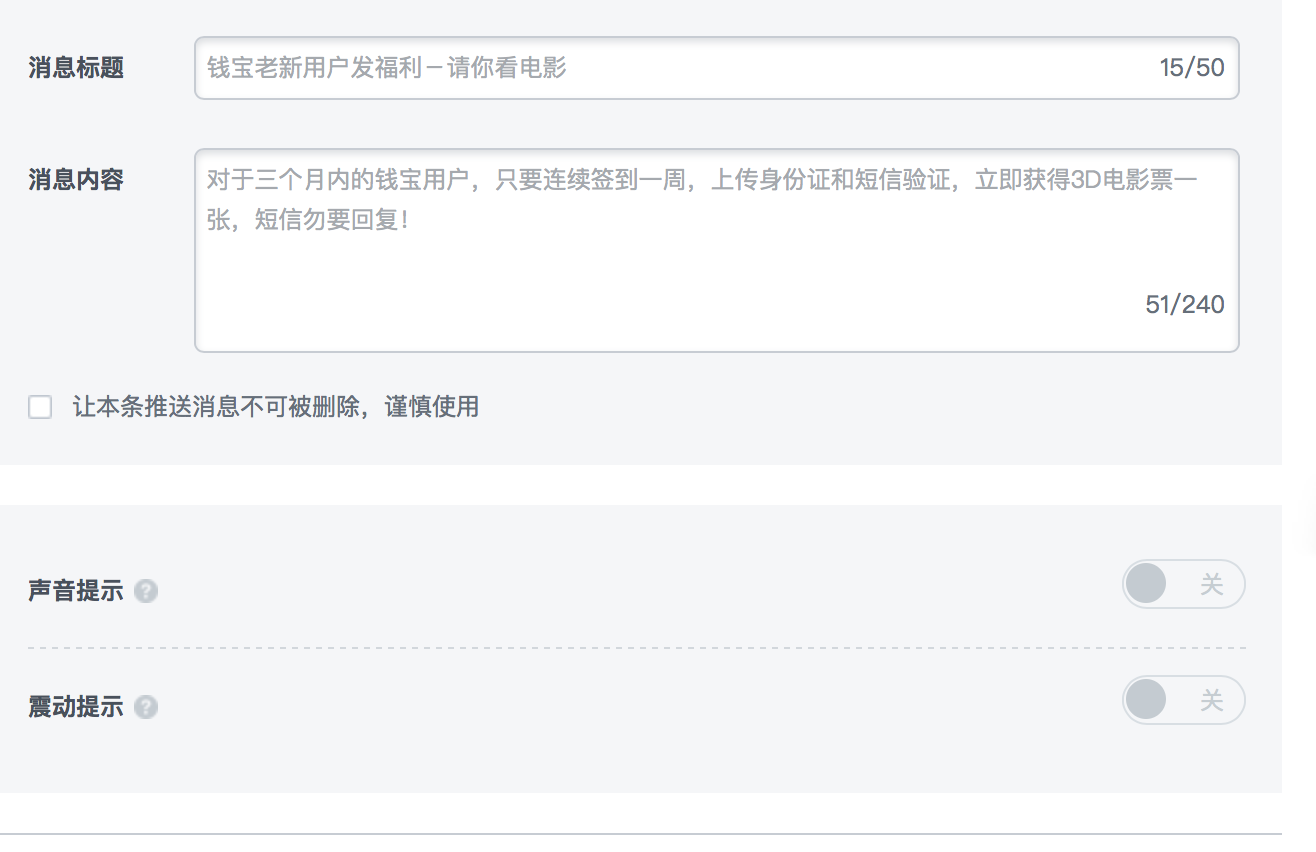 消息标题
钱宝老新用户发福利－请你看电影
15/50
消息内容
对于三个月内的钱宝用户，只要连续签到一周，上传身份证和短信验证，立即获得3D电影票一
张，短信勿要回复！
51/240
让本条推送消息不可被删除，谨慎使用
声音提示 ?
关
震动提示 ?
关